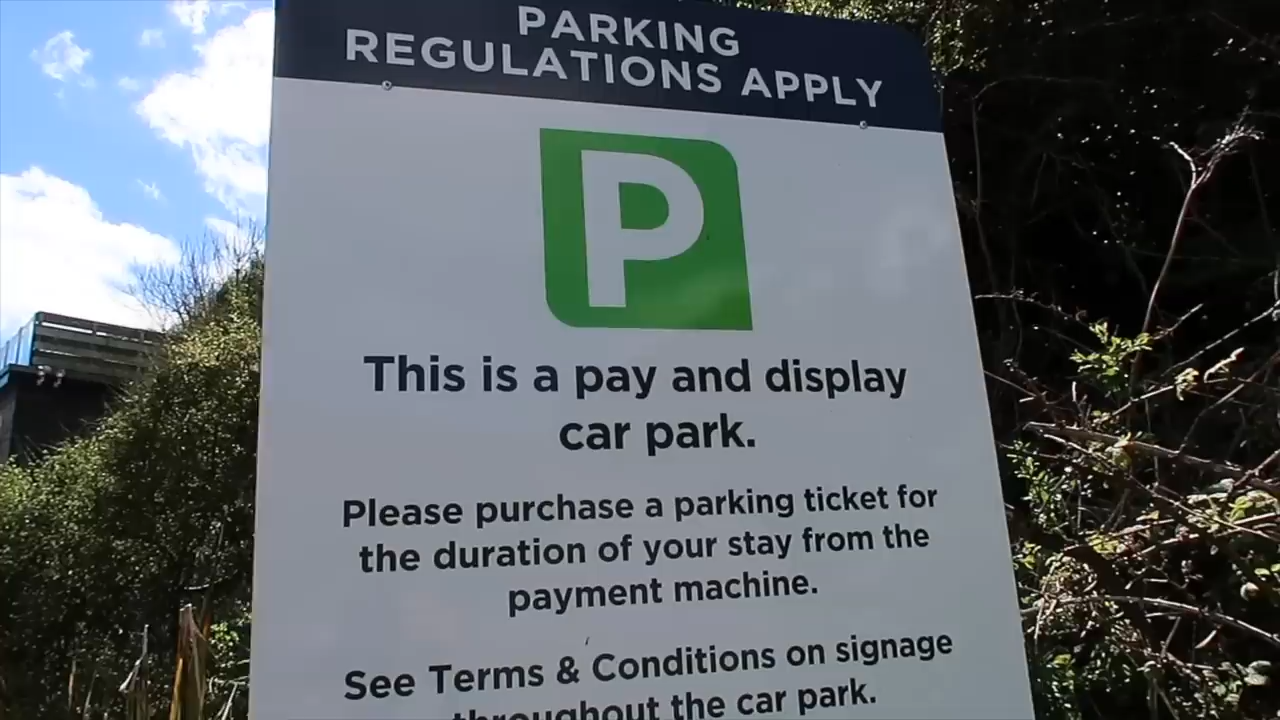 PARKING
REGULATIONS APPLY
P
This is a pay and display
car park.
Please purchase a parking ticket for
the duration of your stay from the
payment machine.
See Terms & Conditions on signage
throughout the car park.